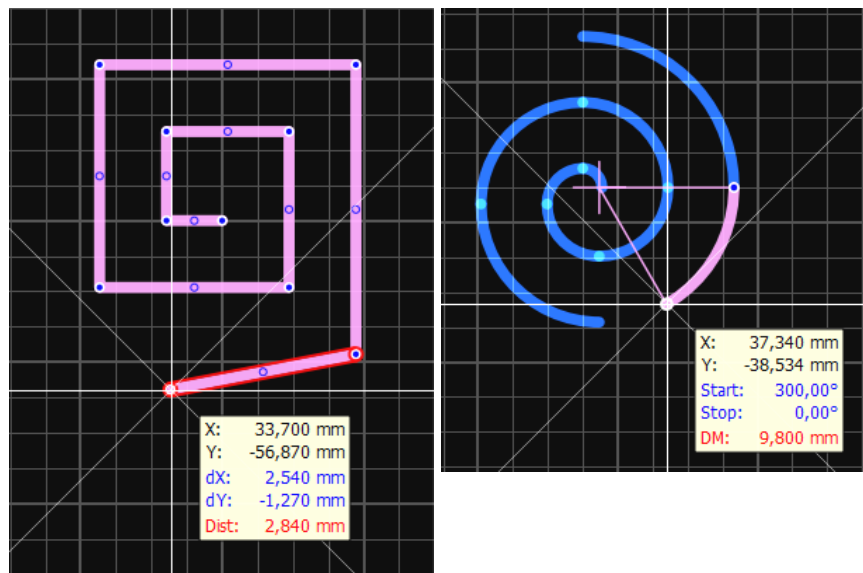 X: 33,700 mm
Y: -56,870 mm
dX: 2,540 mm
dY: -1,270 mm
Dist: 2,840 mm
X: 37,340 mm
Y: -38,534 mm
Start: 300,00°
Stop: 0,00°
DM: 9,800 mm